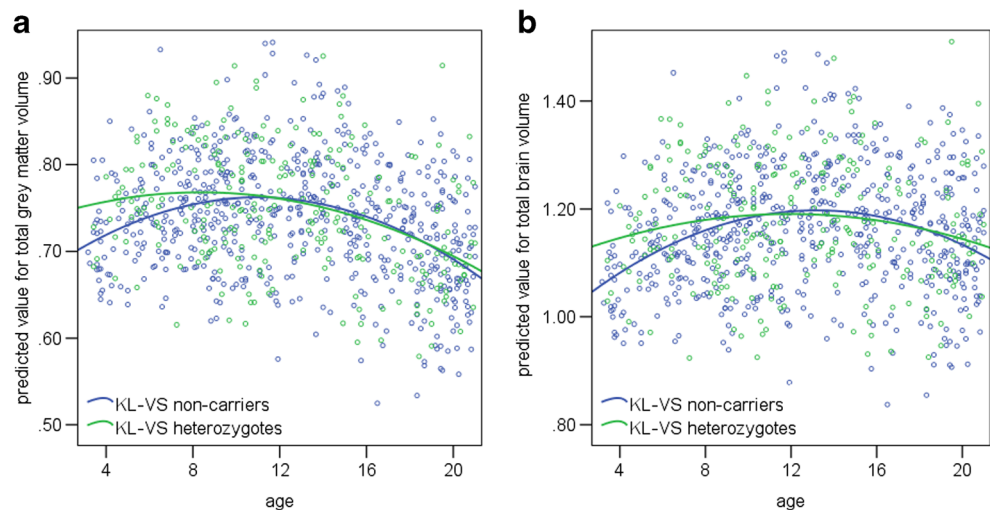 a
predicted value for total grey matter volume
.90
.80
.70
.60
.50
KL-VS non-carriers
KL-VS heterozygotes
4 8 12 16 20
age
b
predicted value for total brain volume
1.40
1.20
1.00
.80
KL-VS non-carriers
KL-VS heterozygotes
4 8 12 16 20
age